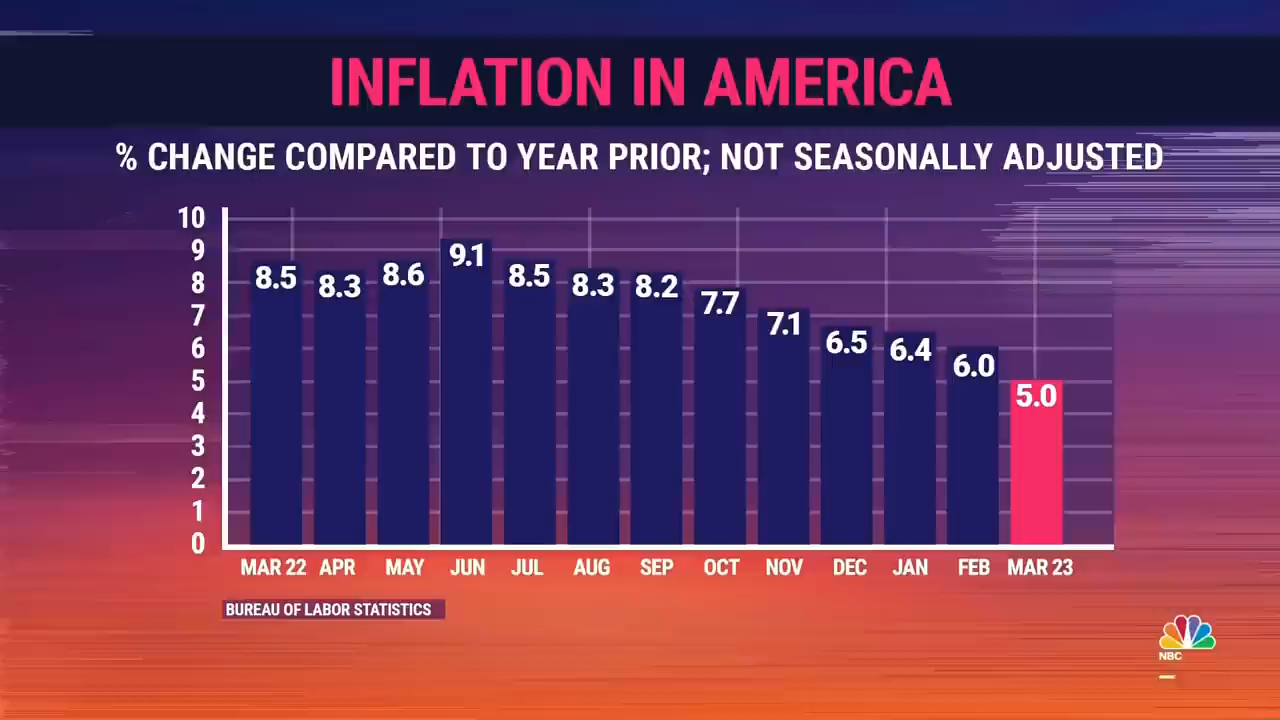 INFLATION IN AMERICA
% CHANGE COMPARED TO YEAR PRIOR; NOT SEASONALLY ADJUSTED
10
9
8
7
6
5
4
3
2
1
0
8.5 8.3 8.6 9.1 8.5 8.3 8.2 7.7 7.1 6.5 6.4 6.0 5.0
MAR 22 APR MAY JUN JUL AUG SEP OCT NOV DEC JAN FEB MAR 23
BUREAU OF LABOR STATISTICS
NBC